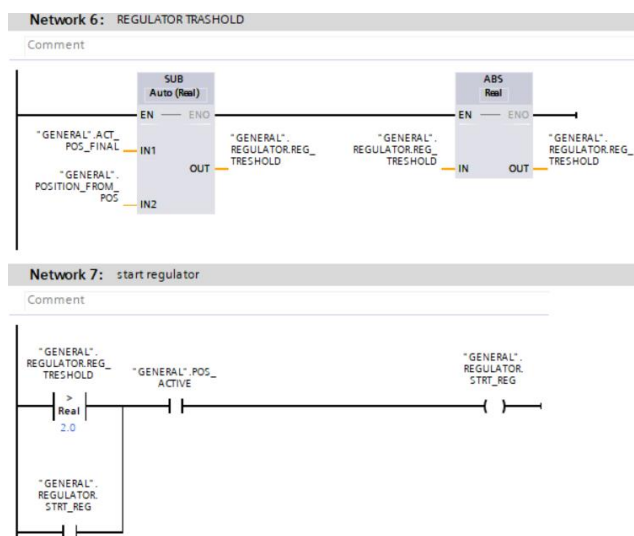 Network 6: REGULATOR TRASHOLD
Comment
SUB
Auto (Real)
EN ENO
"GENERAL".ACT_
POS_FINAL
IN1
"GENERAL".
POSITION_FROM_
POS
IN2
OUT
"GENERAL".
REGULATOR.REG_
TRESHOLD
ABS
Real
EN ENO
"GENERAL".
REGULATOR.REG_
TRESHOLD
IN OUT
"GENERAL".
REGULATOR.REG_
TRESHOLD
Network 7: start regulator
Comment
"GENERAL".
REGULATOR.REG_
TRESHOLD
>
Real
2.0
"GENERAL".POS_
ACTIVE
"GENERAL".
REGULATOR.
STRT_REG
"GENERAL".
REGULATOR.
STRT_REG